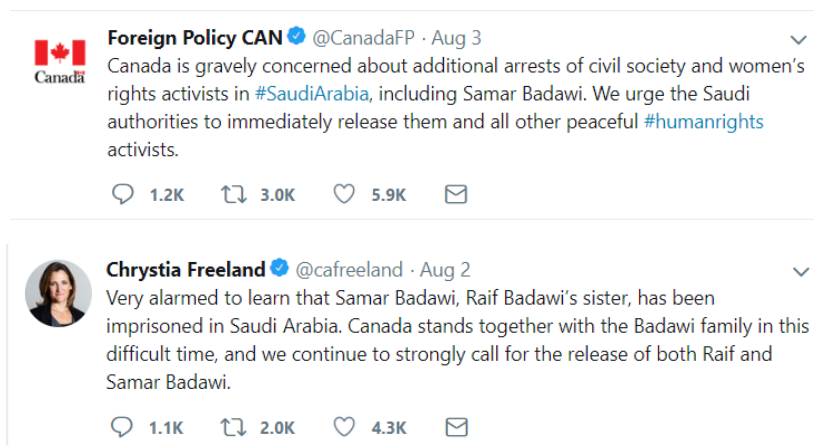 Foreign Policy CAN @CanadaFP · Aug 3
Canada
Canada is gravely concerned about additional arrests of civil society and women's
rights activists in #SaudiArabia, including Samar Badawi. We urge the Saudi
authorities to immediately release them and all other peaceful #humanrights
activists.
1.2K 3.0K 5.9K
Chrystia Freeland @cafreeland · Aug 2
Very alarmed to learn that Samar Badawi, Raif Badawi's sister, has been
imprisoned in Saudi Arabia. Canada stands together with the Badawi family in this
difficult time, and we continue to strongly call for the release of both Raif and
Samar Badawi.
1.1K 2.0K 4.3K